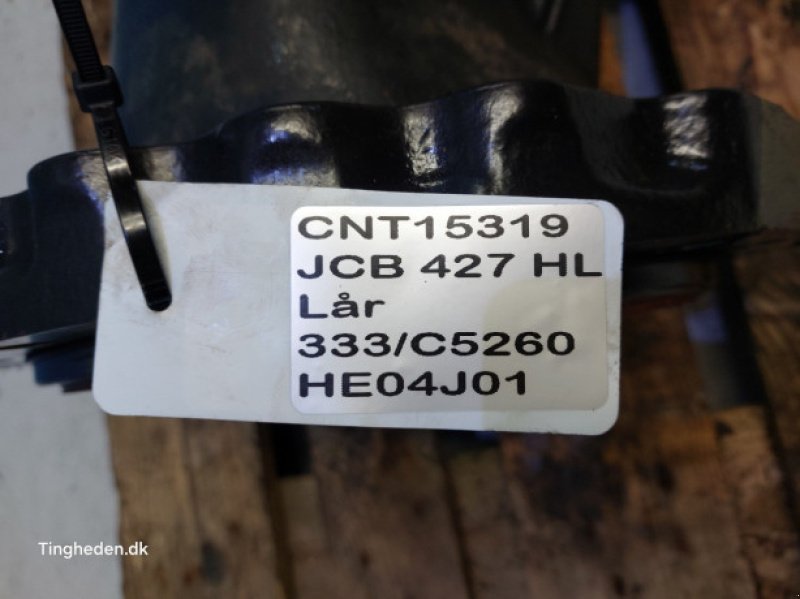 CNT15319
JCB 427 HL
Lår
333/C5260
HE04J01
Tingheden.dk